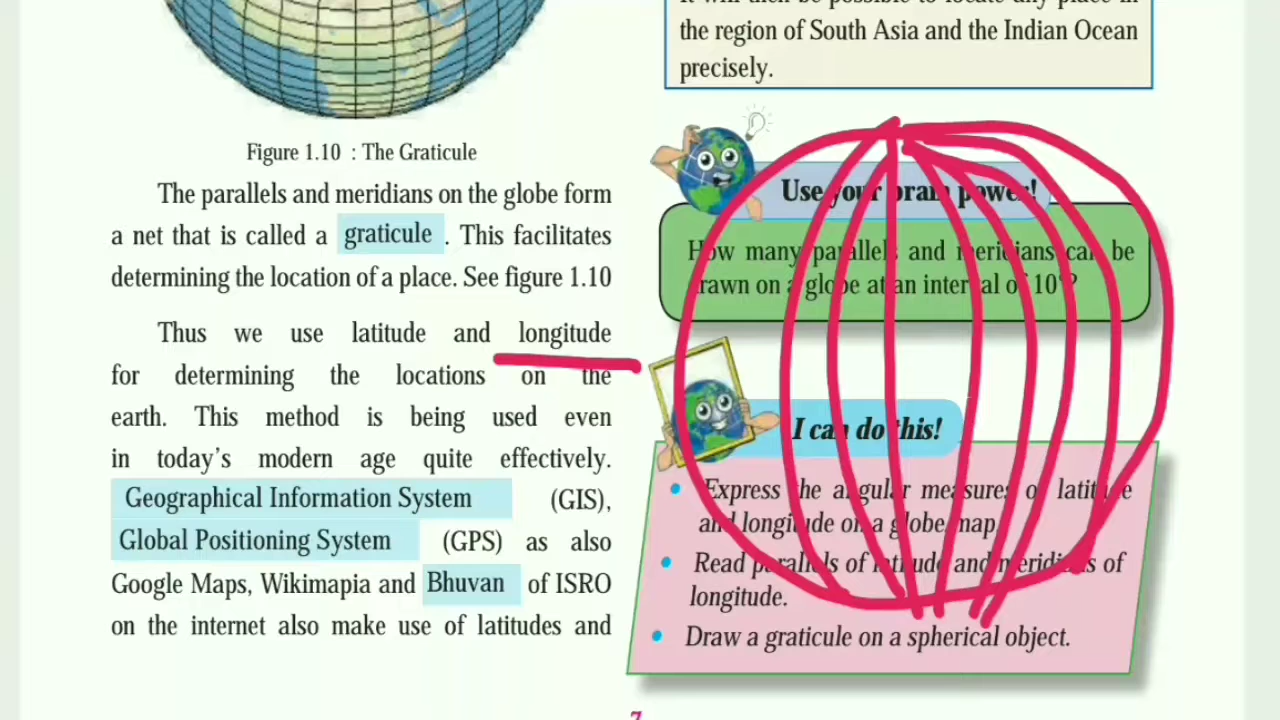 It will then be possible to locate any place in
the region of South Asia and the Indian Ocean
precisely.
Figure 1.10 : The Graticule
The parallels and meridians on the globe form
a net that is called a graticule . This facilitates
determining the location of a place. See figure 1.10
Thus we use latitude and longitude
for determining the locations on the
earth. This method is being used even
in today's modern age quite effectively.
Geographical Information System (GIS),
Global Positioning System (GPS) as also
Google Maps, Wikimapia and Bhuvan of ISRO
on the internet also make use of latitudes and
Use your brain power!
How many parallels and meridians can be
drawn on a globe at an interval of 10°?
I can do this!
Express the angular measures of latitude
and longitude on a globe/map.
Read parallels of latitude and meridians of
longitude.
Draw a graticule on a spherical object.
7